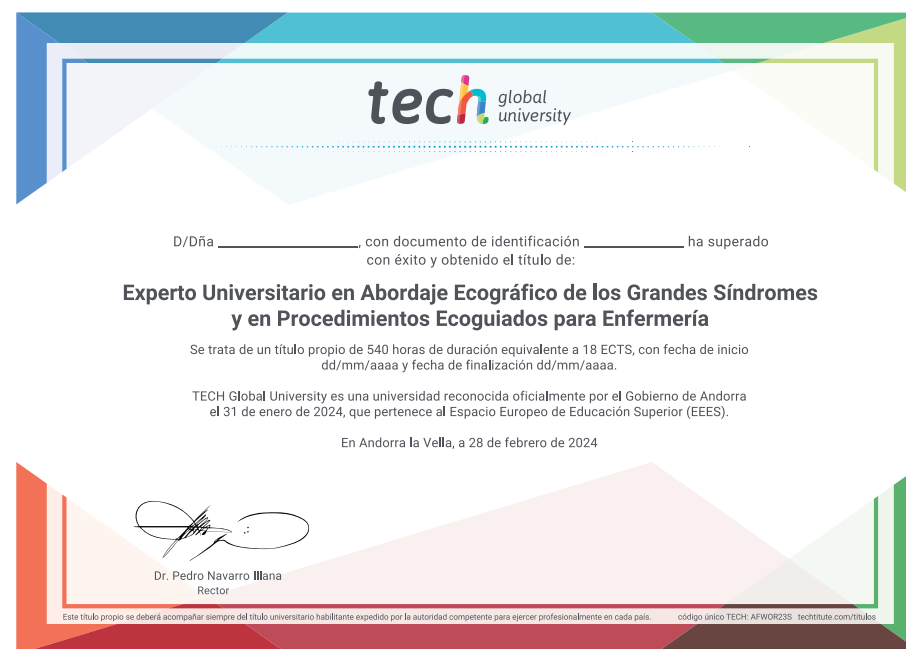 tech global university
D/Dña ____________________, con documento de identificación ______________ ha superado
con éxito y obtenido el título de:
Experto Universitario en Abordaje Ecográfico de los Grandes Síndromes
y en Procedimientos Ecoguiados para Enfermería
Se trata de un título propio de 540 horas de duración equivalente a 18 ECTS, con fecha de inicio
dd/mm/aaaa y fecha de finalización dd/mm/aaaa.
TECH Global University es una universidad reconocida oficialmente por el Gobierno de Andorra
el 31 de enero de 2024, que pertenece al Espacio Europeo de Educación Superior (EEES).
En Andorra la Vella, a 28 de febrero de 2024
Dr. Pedro Navarro Illana
Rector
Este título propio se deberá acompañar siempre del título universitario habilitante expedido por la autoridad competente para ejercer profesionalmente en cada país. código único TECH: AFWOR23S techtitute.com/titulos